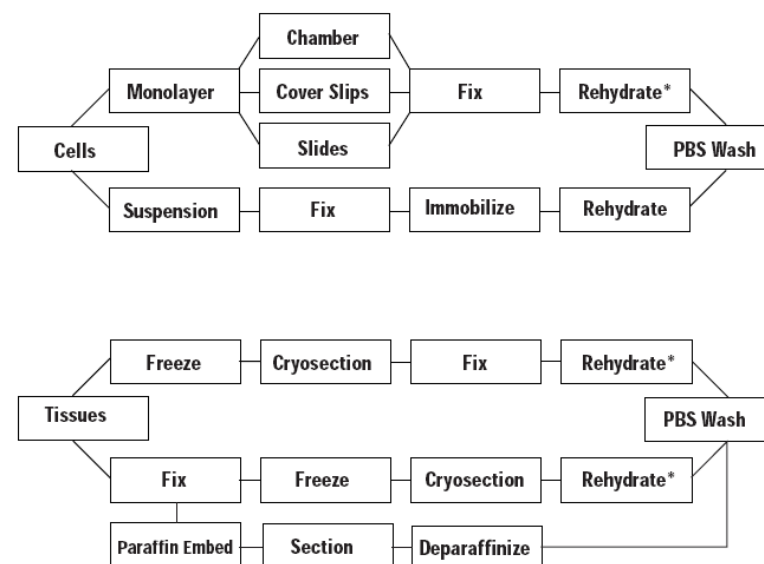 Chamber
Monolayer
Cover Slips
Fix
Rehydrate*
Cells
Slides
PBS Wash
Suspension
Fix
Immobilize
Rehydrate
Freeze
Cryosection
Fix
Rehydrate*
Tissues
PBS Wash
Fix
Freeze
Cryosection
Rehydrate*
Paraffin Embed
Section
Deparaffinize